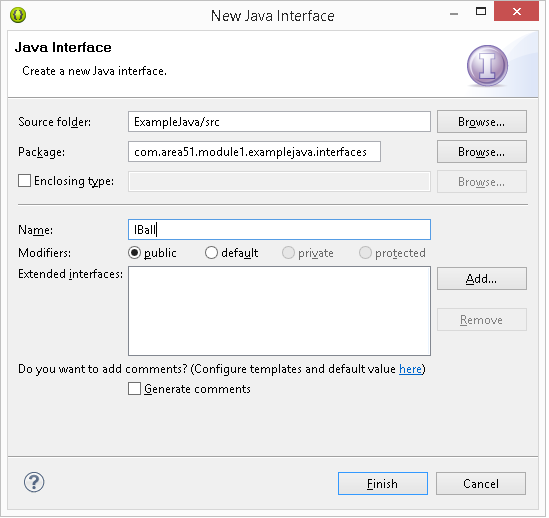 New Java Interface
Java Interface
Create a new Java interface.
Source folder: ExampleJava/src Browse...
Package: com.area51.module1.examplejava.interfaces Browse...
Enclosing type: Browse...
Name: IBall
Modifiers: public default private protected
Extended interfaces: Add...
Remove
Do you want to add comments? (Configure templates and default value here)
Generate comments
? Finish Cancel